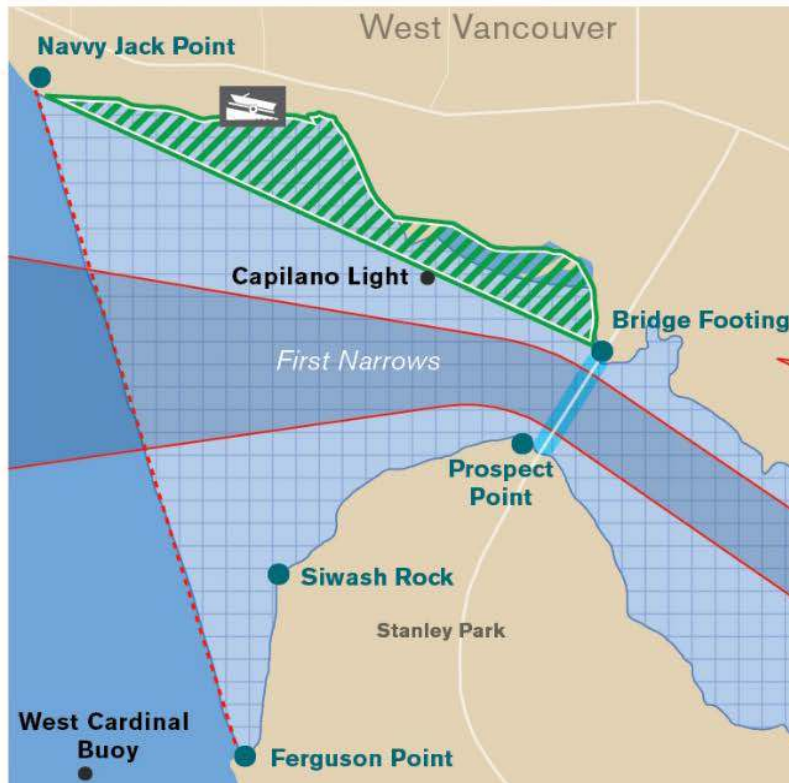 West Vancouver
Navvy Jack Point
Capilano Light
Bridge Footing
First Narrows
Prospect
Point
Siwash Rock
Stanley Park
West Cardinal
Buoy
Ferguson Point